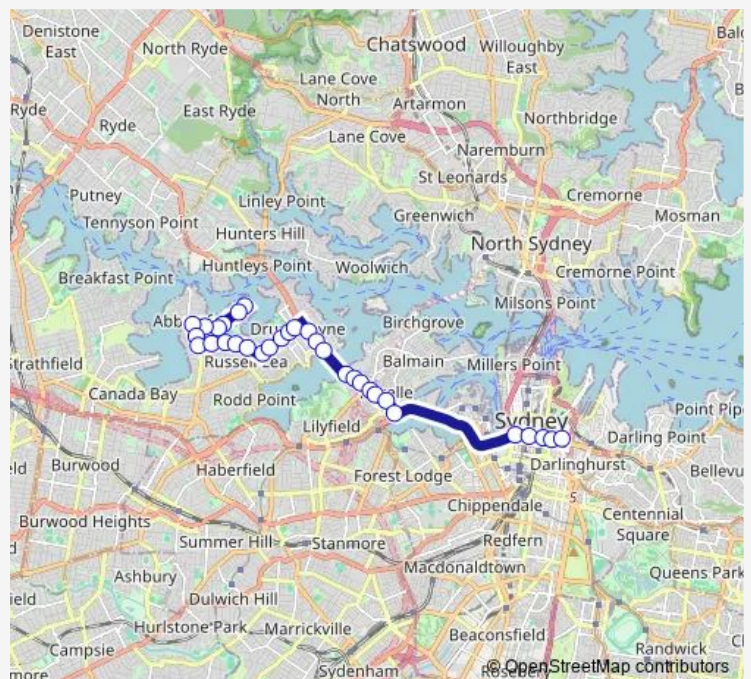 Denistone
East
North Ryde
Chatswood
Willoughby
East
Lane Cove
North
Ryde
East Ryde
Artarmon
Ryde
Lane Cove
Northbridge
Naremburn
St Leonards
Putney
Linley Point
Cremorne
Tennyson Point
Greenwich
Mosman
Hunters Hill
North Sydney
Breakfast Point
Huntleys Point
Woolwich
Cremorne Point
Milsons Point
Abb
Birchgrove
Balmain
Millers Point
Canada Bay
Rodd Point
Point Pip
Lilyfield
Sydney
Darling Point
Burwood
Haberfield
Forest Lodge
Darlinghurst
Bellevu
Chippendale
Burwood Heights
Centennial
Square
Summer Hill
Stanmore
Redfern
Ashbury
Macdonaldtown
Queens Park
Dulwich Hill
Hurlstone Park
Marrickville
Beaconsfield
Campsie
Randwick
Sydenham
© OpenStreetMap contributors